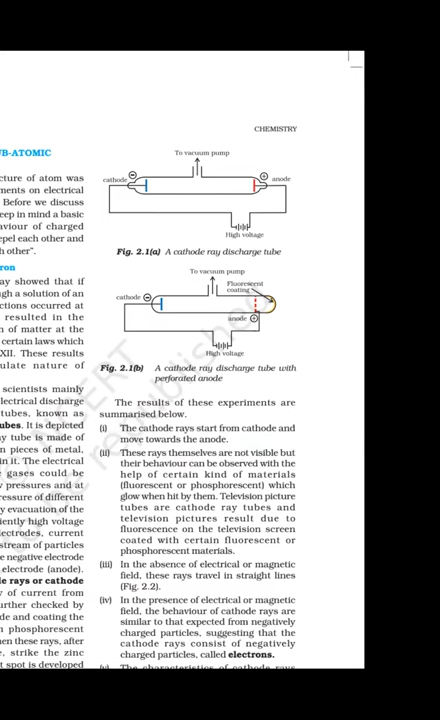 CHEMISTRY
UB-ATOMIC
cture of atom was
ments on electrical
Before we discuss
eep in mind a basic
aviour of charged
epel each other and
h other”.
ron
ay showed that if
ugh a solution of an
ctions occurred at
resulted in the
n of matter at the
certain laws which
XII. These results
ulate nature of
scientists mainly
electrical discharge
tubes, known as
ubes. It is depicted
ay tube is made of
n pieces of metal,
in it. The electrical
gases could be
w pressures and at
ressure of different
y evacuation of the
iently high voltage
lectrodes, current
stream of particles
e negative electrode
electrode (anode).
le rays or cathode
w of current from
urther checked by
de and coating the
n phosphorescent
hen these rays, after
e, strike the zinc
t spot is developed
To vacuum pump
cathode
anode
High voltage
Fig. 2.1(a) A cathode ray discharge tube
To vacuum pump
Fluorescent
coating
cathode
anode
High voltage
Fig. 2.1(b) A cathode ray discharge tube with
perforated anode
The results of these experiments are
summarised below.
(i) The cathode rays start from cathode and
move towards the anode.
(ii) These rays themselves are not visible but
their behaviour can be observed with the
help of certain kind of materials
(fluorescent or phosphorescent) which
glow when hit by them. Television picture
tubes are cathode ray tubes and
television pictures result due to
fluorescence on the television screen
coated with certain fluorescent or
phosphorescent materials.
(iii) In the absence of electrical or magnetic
field, these rays travel in straight lines
(Fig. 2.2).
(iv) In the presence of electrical or magnetic
field, the behaviour of cathode rays are
similar to that expected from negatively
charged particles, suggesting that the
cathode rays consist of negatively
charged particles, called electrons.
(v) The characteristics of cathode rays